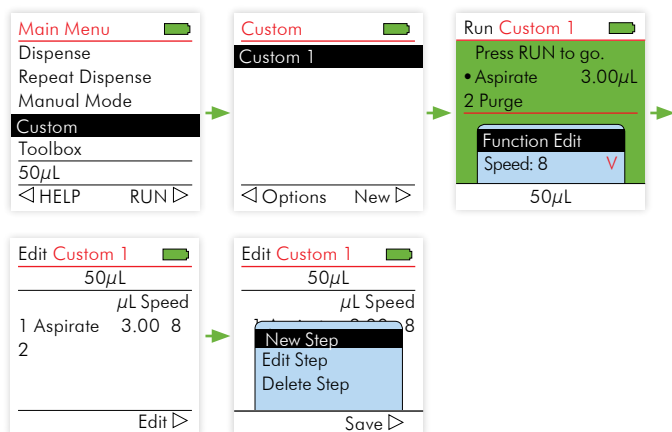 Main Menu
Dispense
Repeat Dispense
Manual Mode
Custom
Toolbox
50µL
◁ HELP RUN ▷
Custom
Custom 1
◁ Options New ▷
Run Custom 1
Press RUN to go.
• Aspirate 3.00µL
2 Purge
Function Edit
Speed: 8 V
50µL
Edit Custom 1
50µL
µL Speed
1 Aspirate 3.00 8
2
Edit ▷
Edit Custom 1
50µL
µL Speed
8
New Step
Edit Step
Delete Step
Save ▷